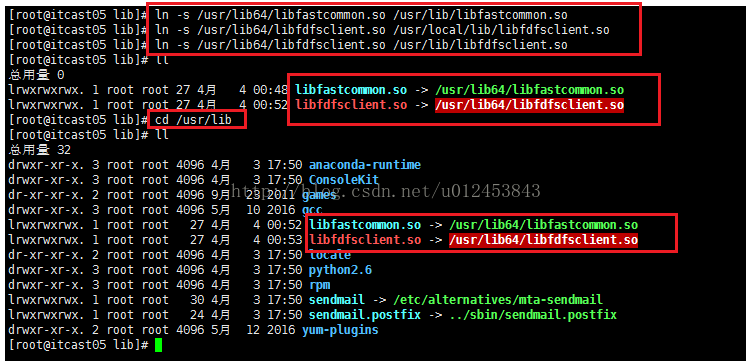 [root@itcast05 lib]# ln -s /usr/lib64/libfastcommon.so /usr/lib/libfastcommon.so
[root@itcast05 lib]# ln -s /usr/lib64/libfdfsclient.so /usr/local/lib/libfdfsclient.so
[root@itcast05 lib]# ln -s /usr/lib64/libfdfsclient.so /usr/lib/libfdfsclient.so
[root@itcast05 lib]# ll
总用量 0
lrwxrwxrwx. 1 root root 27 4月   4 00:48 libfastcommon.so -> /usr/lib64/libfastcommon.so
lrwxrwxrwx. 1 root root 27 4月   4 00:52 libfdfsclient.so -> /usr/lib64/libfdfsclient.so
[root@itcast05 lib]# cd /usr/lib
[root@itcast05 lib]# ll
总用量 32
drwxr-xr-x. 3 root root 4096 4月   3 17:50 anaconda-runtime
drwxr-xr-x. 2 root root 4096 4月   3 17:50 ConsoleKit
dr-xr-xr-x. 2 root root 4096 9月  23 2011 games
drwxr-xr-x. 3 root root 4096 5月  10 2016 gcc
lrwxrwxrwx. 1 root root   27 4月   4 00:52 libfastcommon.so -> /usr/lib64/libfastcommon.so
lrwxrwxrwx. 1 root root   27 4月   4 00:53 libfdfsclient.so -> /usr/lib64/libfdfsclient.so
dr-xr-xr-x. 2 root root 4096 4月   3 17:50 locale
drwxr-xr-x. 3 root root 4096 4月   3 17:50 python2.6
drwxr-xr-x. 3 root root 4096 4月   3 17:50 rpm
lrwxrwxrwx. 1 root root   30 4月   3 17:50 sendmail -> /etc/alternatives/mta-sendmail
lrwxrwxrwx. 1 root root   24 4月   3 17:50 sendmail.postfix -> ../sbin/sendmail.postfix
drwxr-xr-x. 2 root root 4096 5月  12 2016 yum-plugins
[root@itcast05 lib]#
http://blog.csdn.net/u012453843